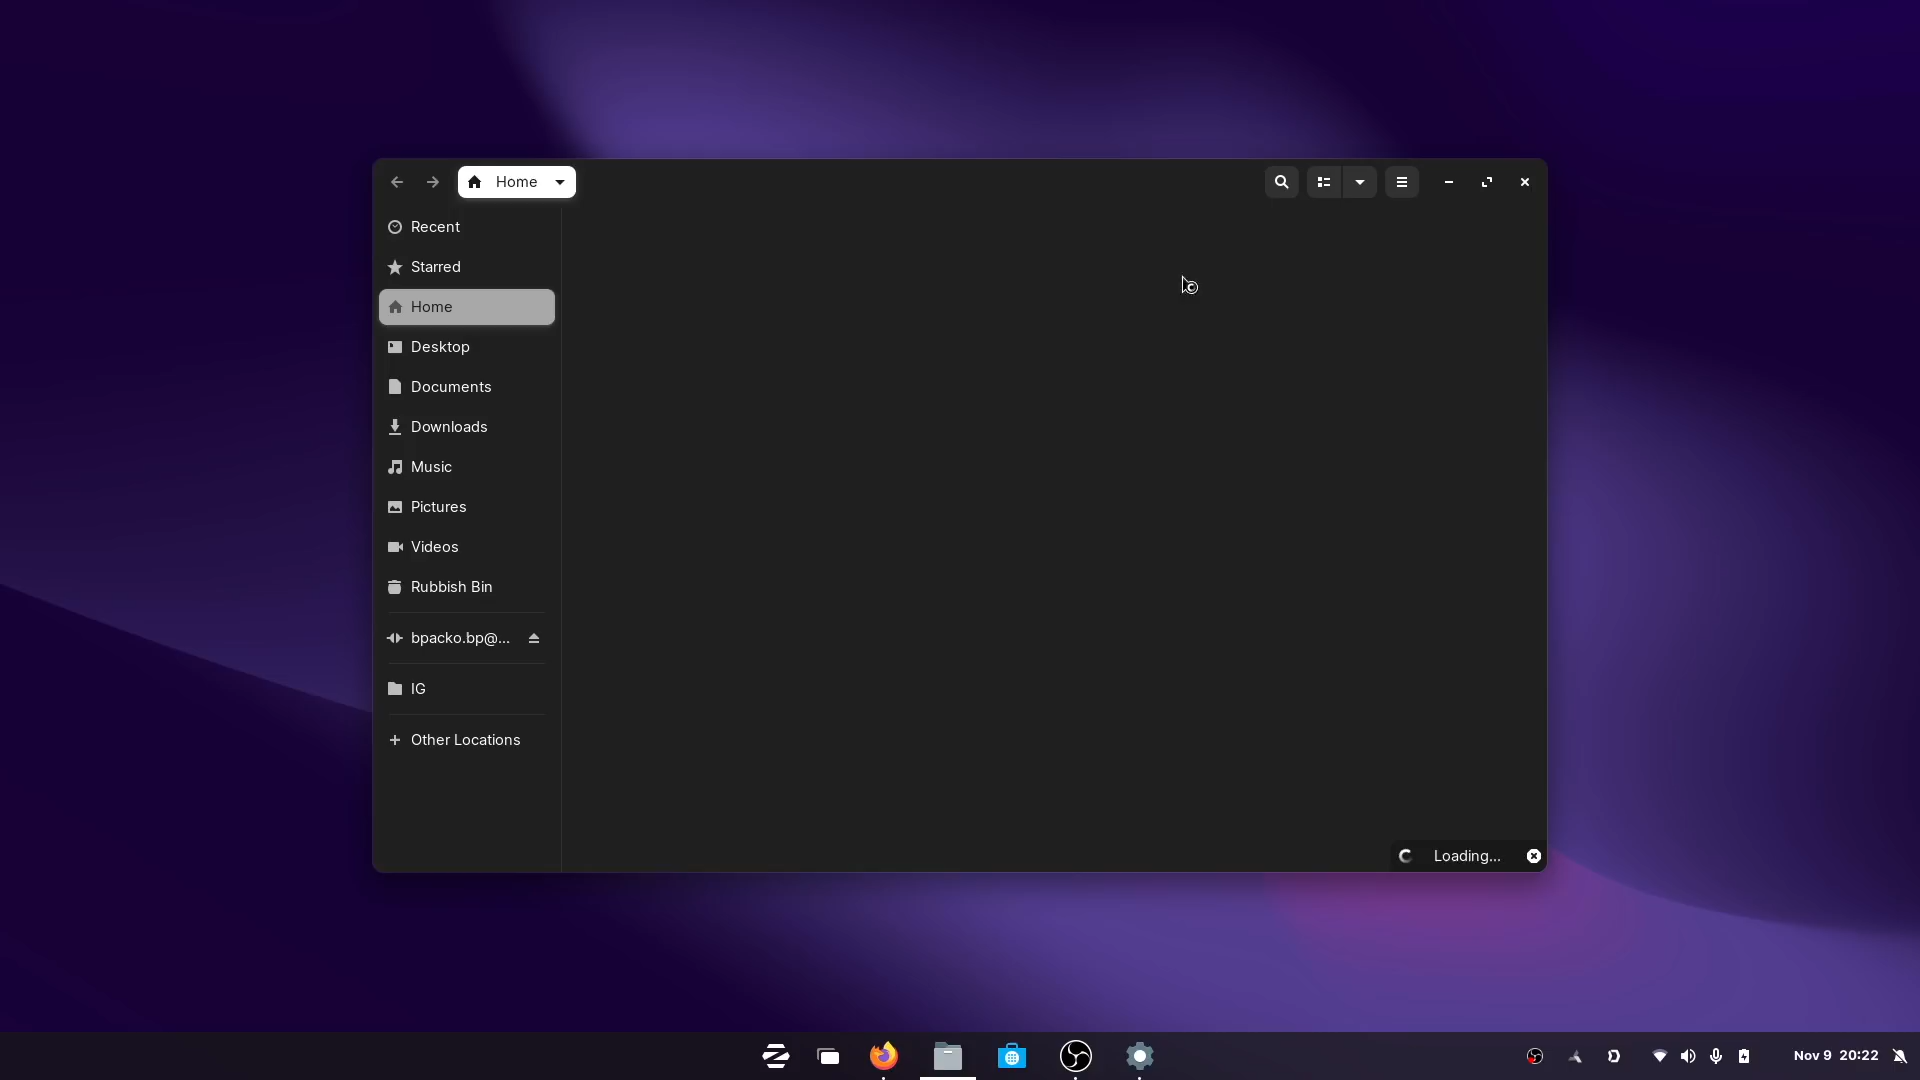 Home
Recent
Starred
Home
Desktop
Documents
Downloads
Music
Pictures
Videos
Rubbish Bin
bpacko.bp@...
IG
Other Locations
Loading...
Nov 9 20:22